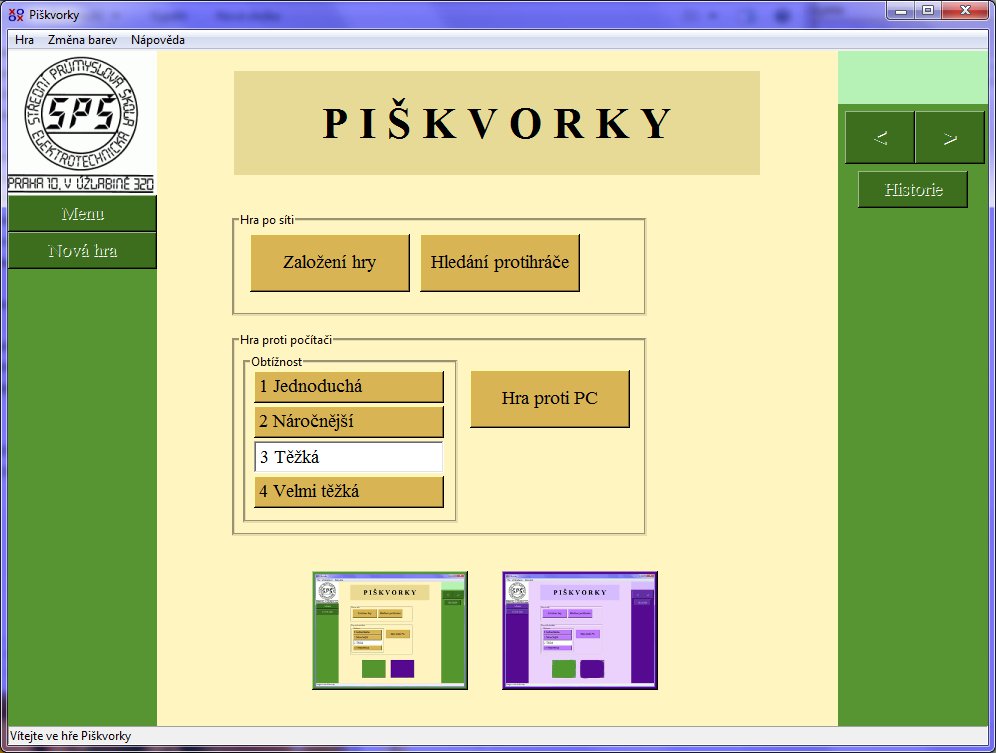 Piškvorky
Hra Změna barev Nápověda
STŘEDNÍ PRŮMYSLOVÁ ŠKOLA
SPŠ
ELEKTROTECHNICKÁ
PRAHA 10, V ÚŽLABINĚ 320
Menu
Nová hra
PIŠKVORKY
Hra po síti
Založení hry
Hledání protihráče
Hra proti počítači
Obtížnost
1 Jednoduchá
2 Náročnější
3 Těžká
4 Velmi těžká
Hra proti PC
< >
Historie
PIŠKVORKY
PIŠKVORKY
Vítejte ve hře Piškvorky